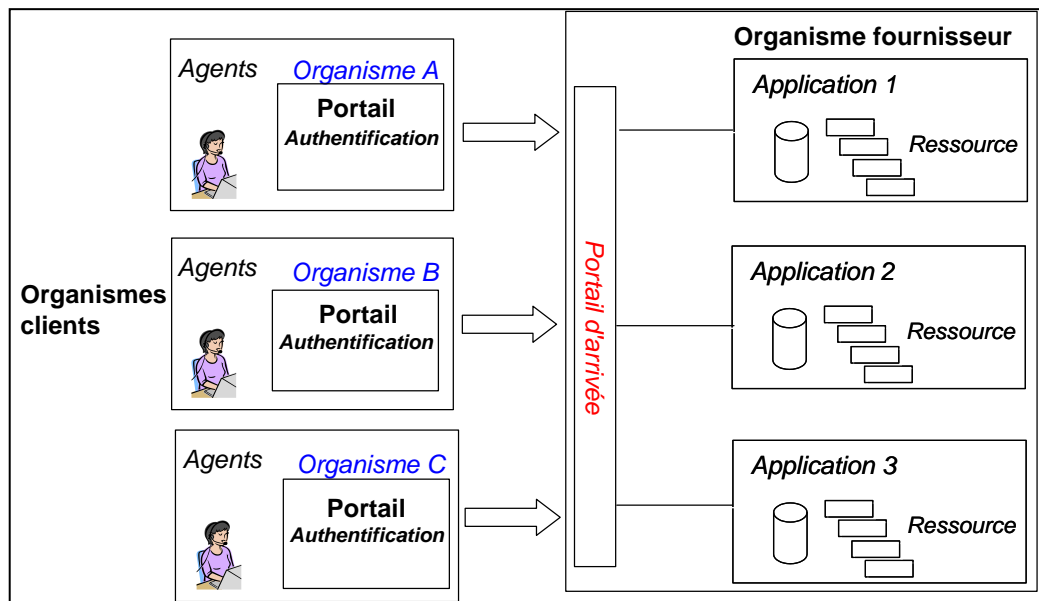 Organismes
clients
Agents
Organisme A
Portail
Authentification
Agents
Organisme B
Portail
Authentification
Agents
Organisme C
Portail
Authentification
Portail d'arrivée
Organisme fournisseur
Application 1
Ressource
Application 2
Ressource
Application 3
Ressource